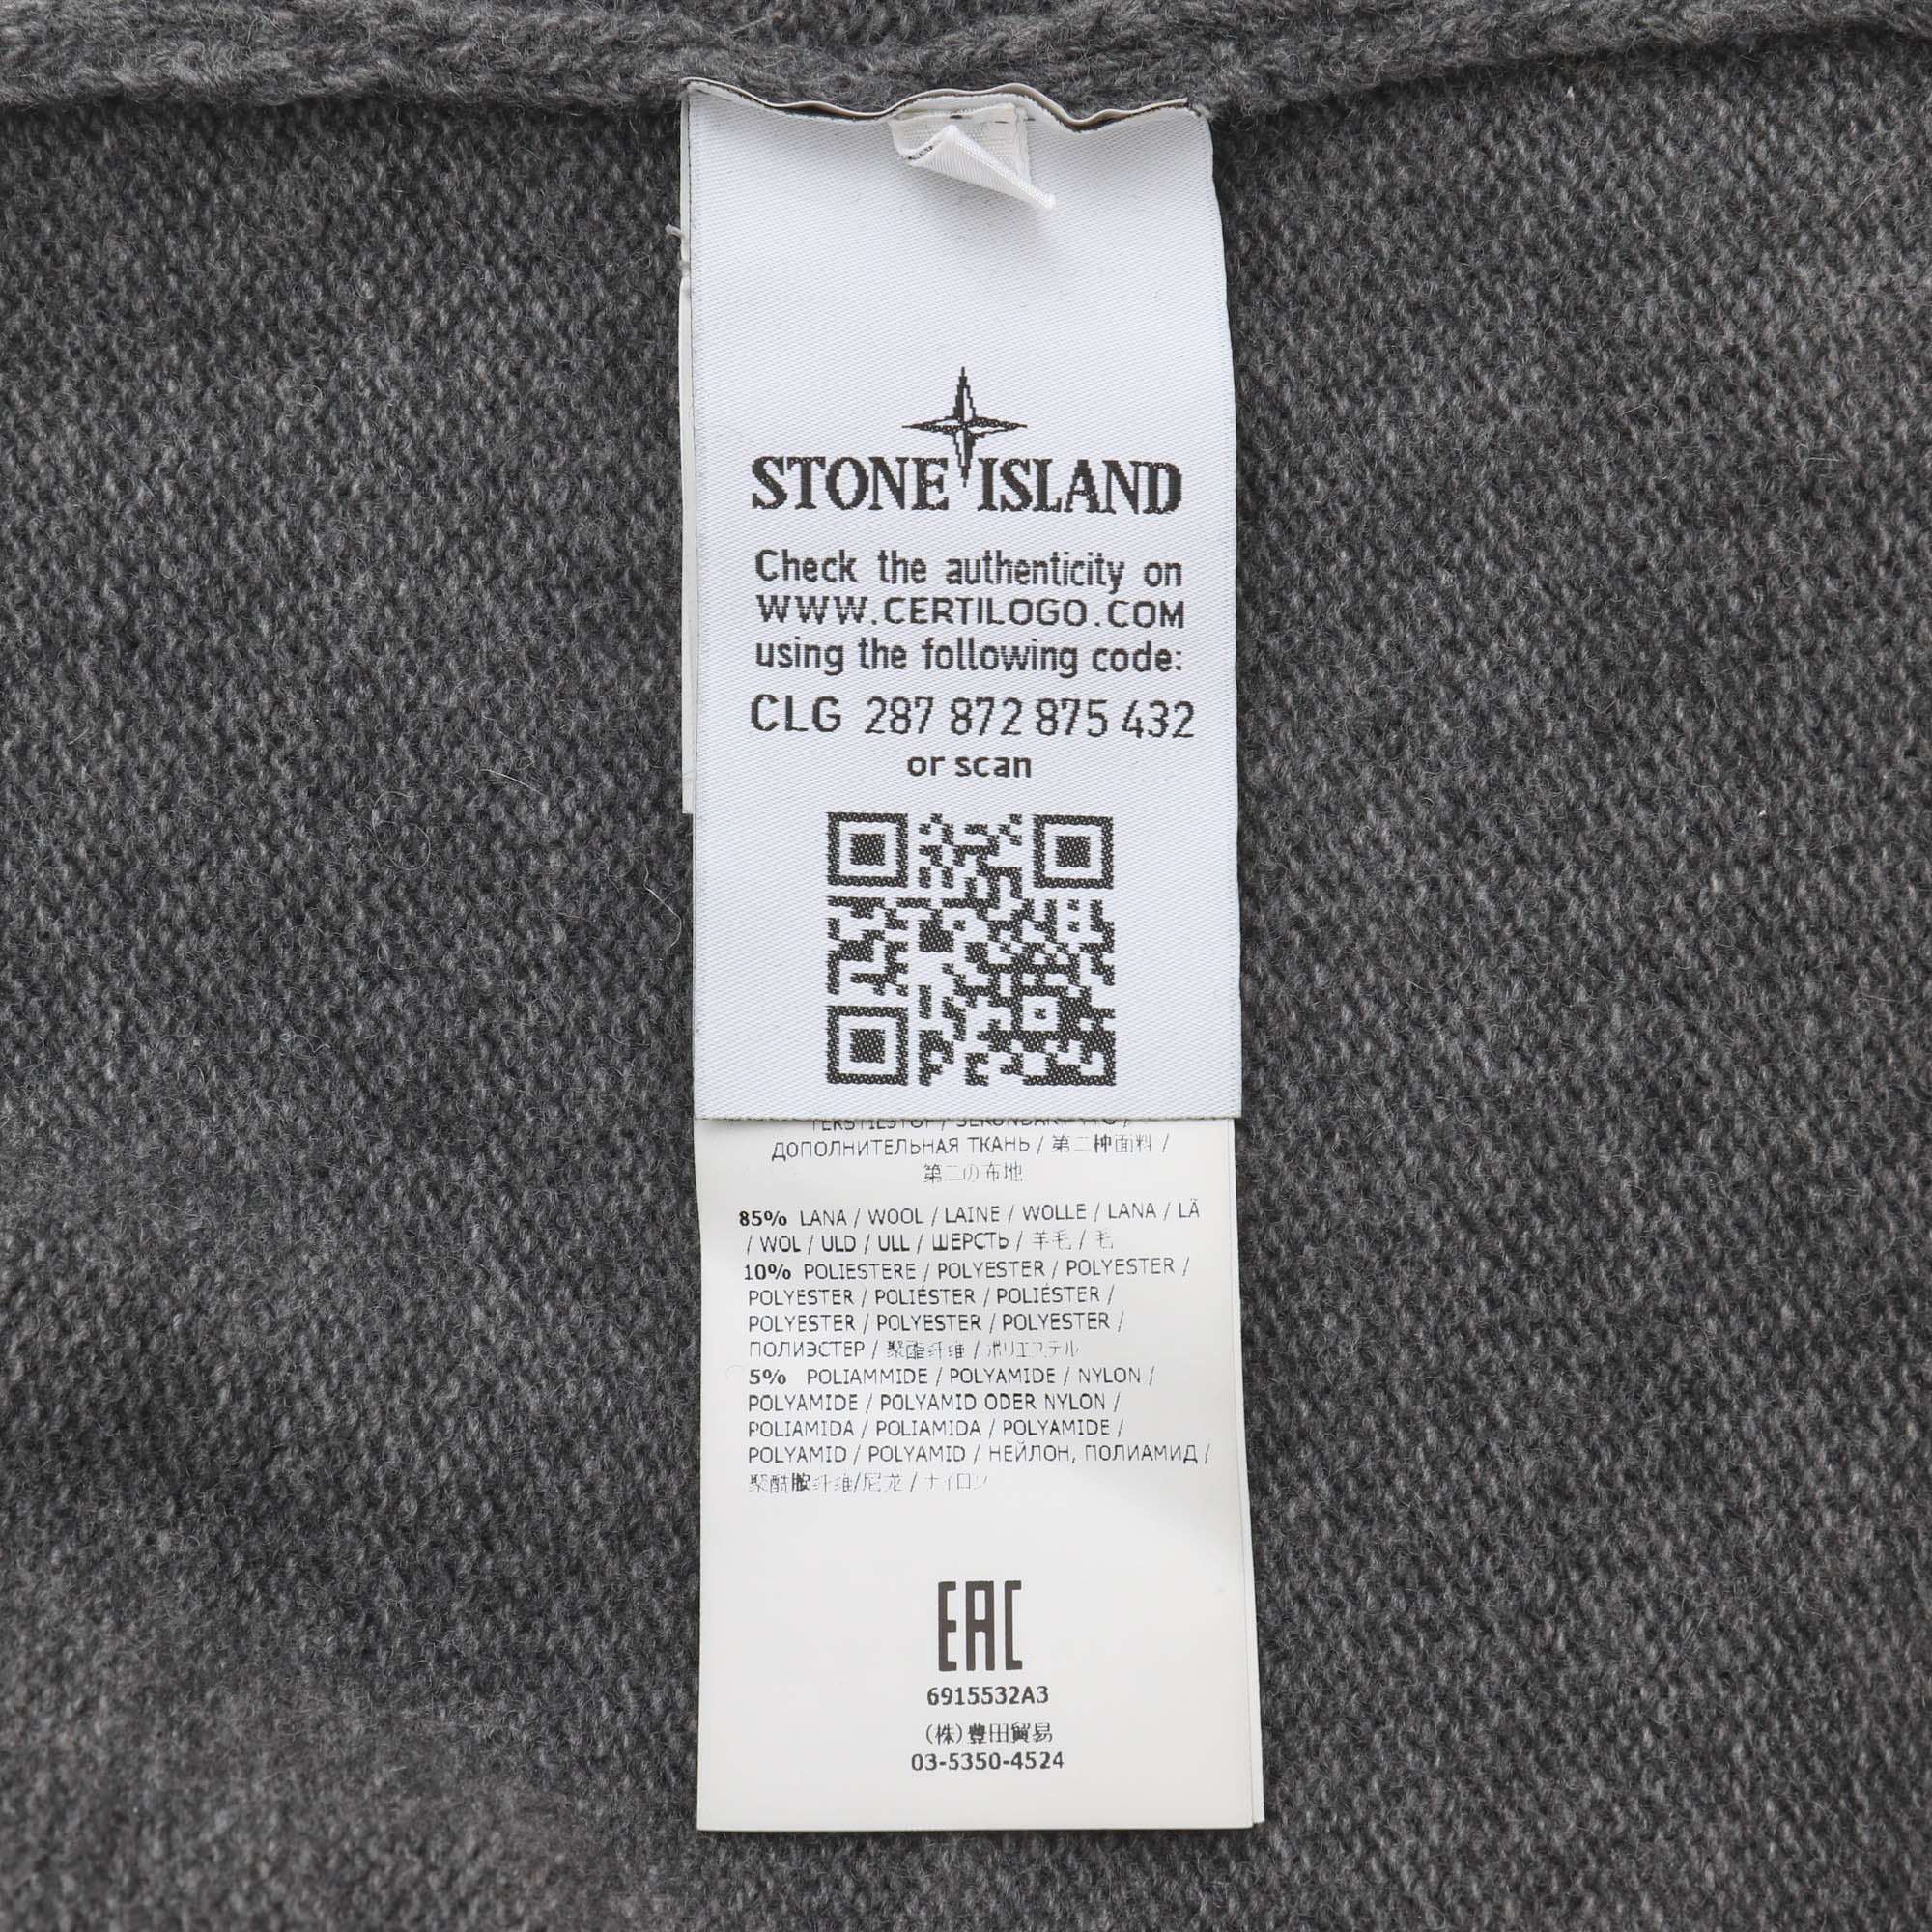 STONE ISLAND
Check the authenticity on
WWW.CERTILOGO.COM
using the following code:
CLG 287 872 875 432
or scan
ДОПОЛНИТЕЛЬНАЯ ТКАНЬ / 第二种面料 /
第二の布地
85% LANA / WOOL / LAINE / WOLLE / LANA / LÃ
/ WOL / ULD / ULL / ШЕРСТЬ / 羊毛 / 毛
10% POLIESTERE / POLYESTER / POLYESTER /
POLYESTER / POLIÉSTER / POLIÉSTER /
POLYESTER / POLYESTER / POLYESTER /
ПОЛИЭСТЕР / 聚酯纤维 / ポリエステル
5% POLIAMMIDE / POLYAMIDE / NYLON /
POLYAMIDE / POLYAMID ODER NYLON /
POLIAMIDA / POLIAMIDA / POLYAMIDE /
POLYAMID / POLYAMID / НЕЙЛОН, ПОЛИАМИД /
聚酰胺纤维/尼龙 / ナイロン
EAC
6915532A3
(株)豊田貿易
03-5350-4524